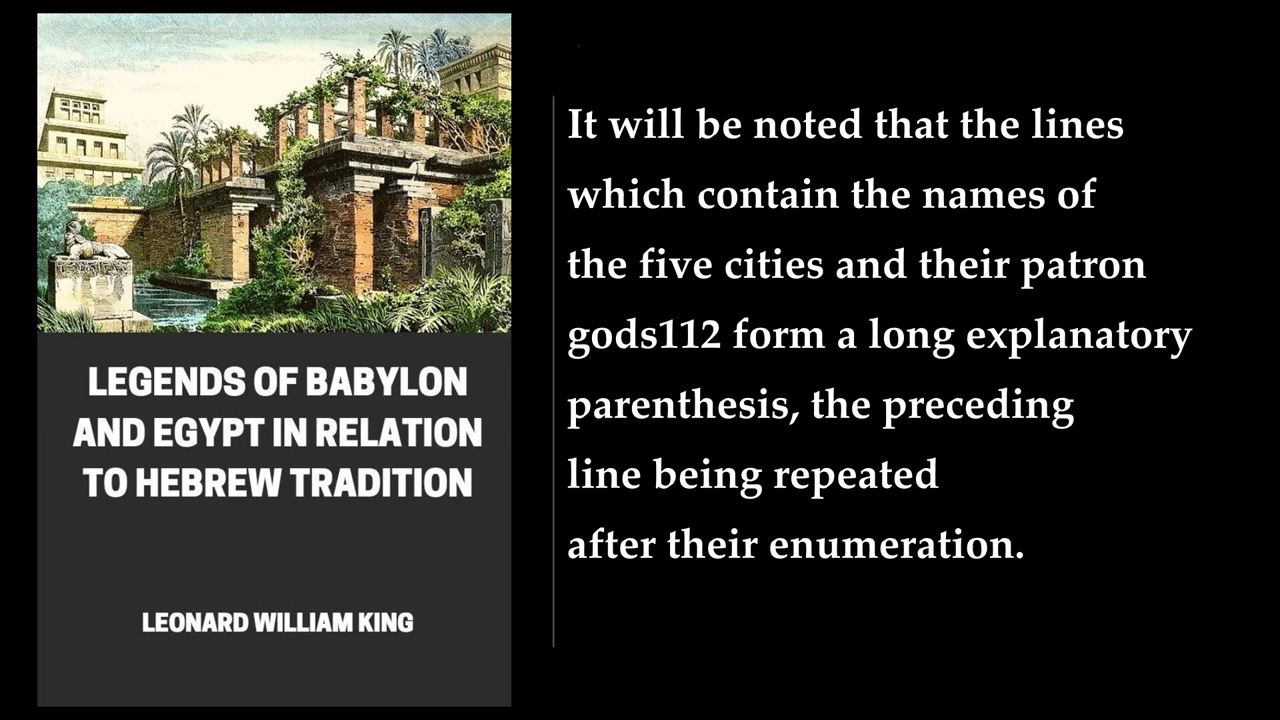 LEGENDS OF BABYLON
AND EGYPT IN RELATION
TO HEBREW TRADITION
LEONARD WILLIAM KING
It will be noted that the lines
which contain the names of
the five cities and their patron
gods112 form a long explanatory
parenthesis, the preceding
line being repeated
after their enumeration.